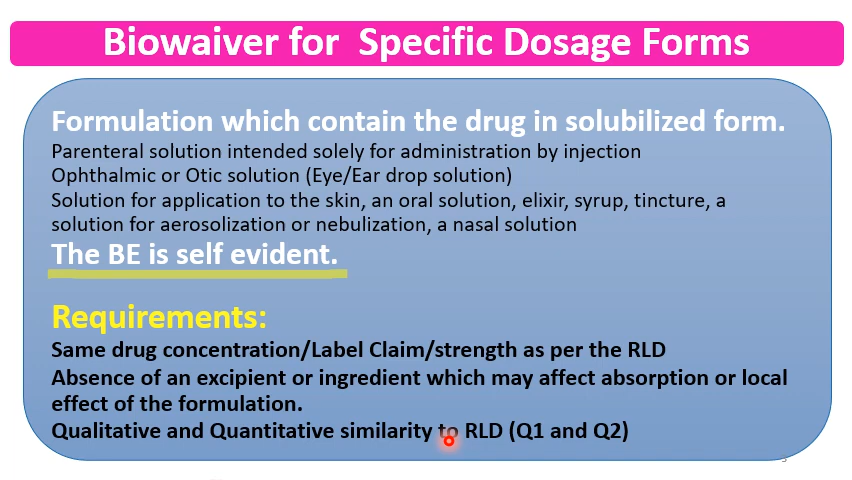 Biowaiver for Specific Dosage Forms
Formulation which contain the drug in solubilized form.
Parenteral solution intended solely for administration by injection
Ophthalmic or Otic solution (Eye/Ear drop solution)
Solution for application to the skin, an oral solution, elixir, syrup, tincture, a
solution for aerosolization or nebulization, a nasal solution
The BE is self evident.
Requirements:
Same drug concentration/Label Claim/strength as per the RLD
Absence of an excipient or ingredient which may affect absorption or local
effect of the formulation.
Qualitative and Quantitative similarity to RLD (Q1 and Q2)